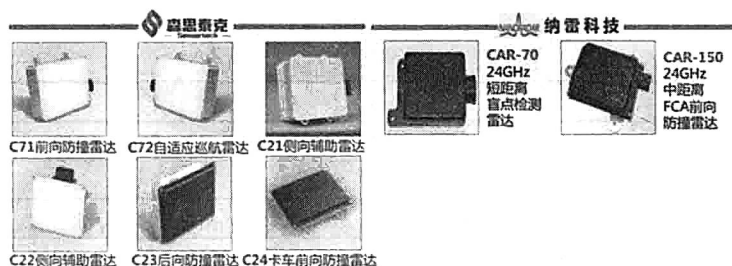 森思泰克
Sensortech
纳雷科技
C71前向防撞雷达
C72自适应巡航雷达
C21侧向辅助雷达
CAR-70
24GHz
短距离
盲点检测
雷达
CAR-150
24GHz
中距离
FCA前向
防撞雷达
C22侧向辅助雷达
C23后向防撞雷达
C24卡车前向防撞雷达